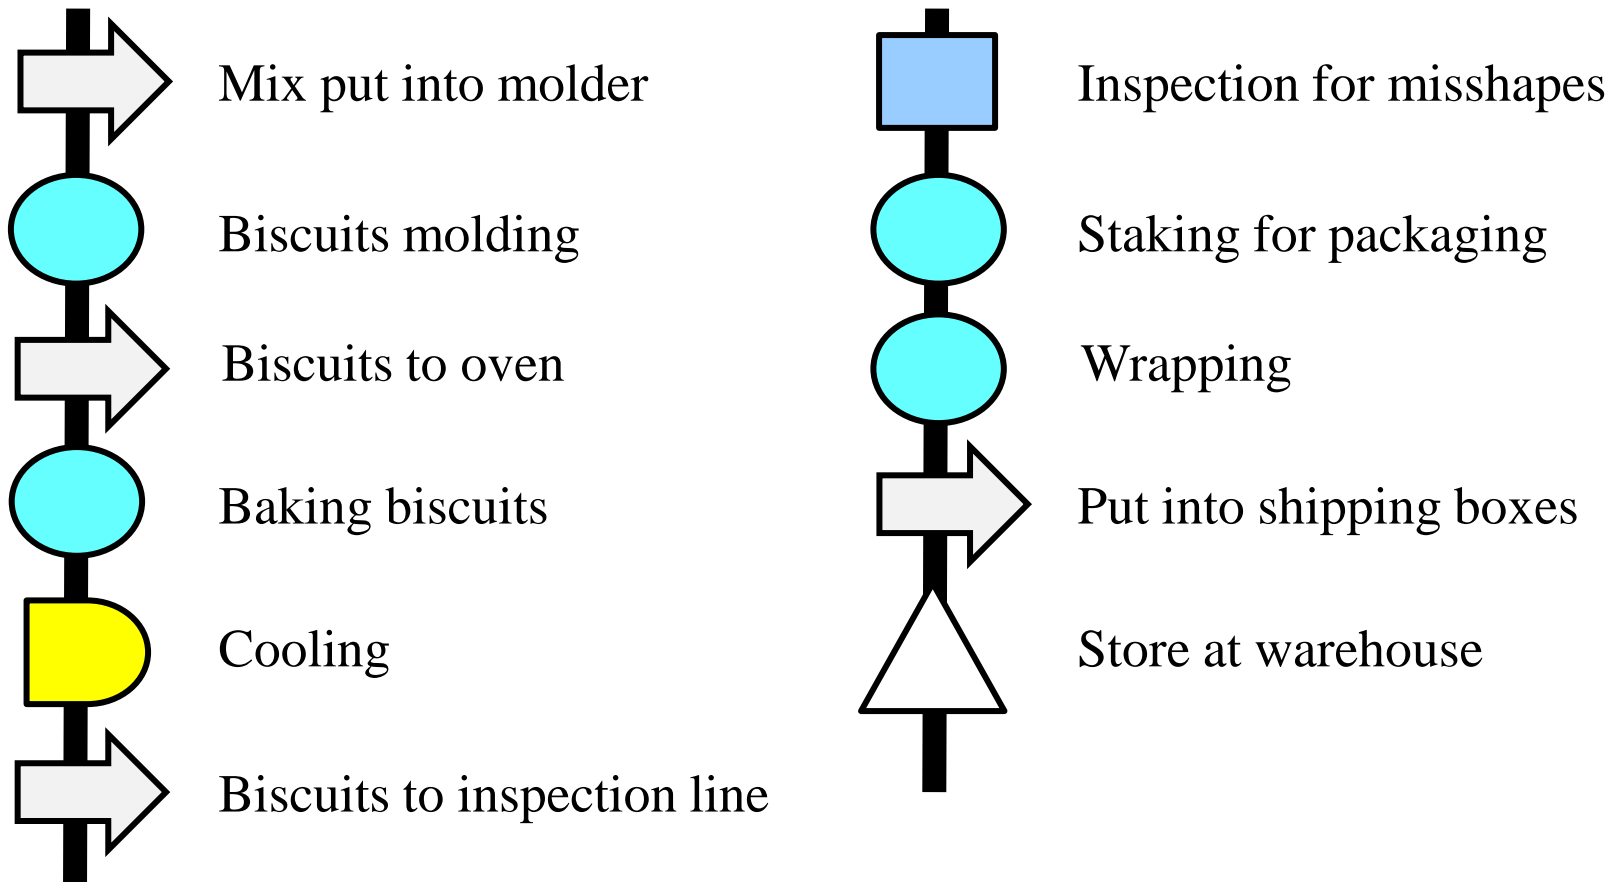 Mix put into molder
Biscuits molding
Biscuits to oven
Baking biscuits
Cooling
Biscuits to inspection line
Inspection for misshapes
Staking for packaging
Wrapping
Put into shipping boxes
Store at warehouse